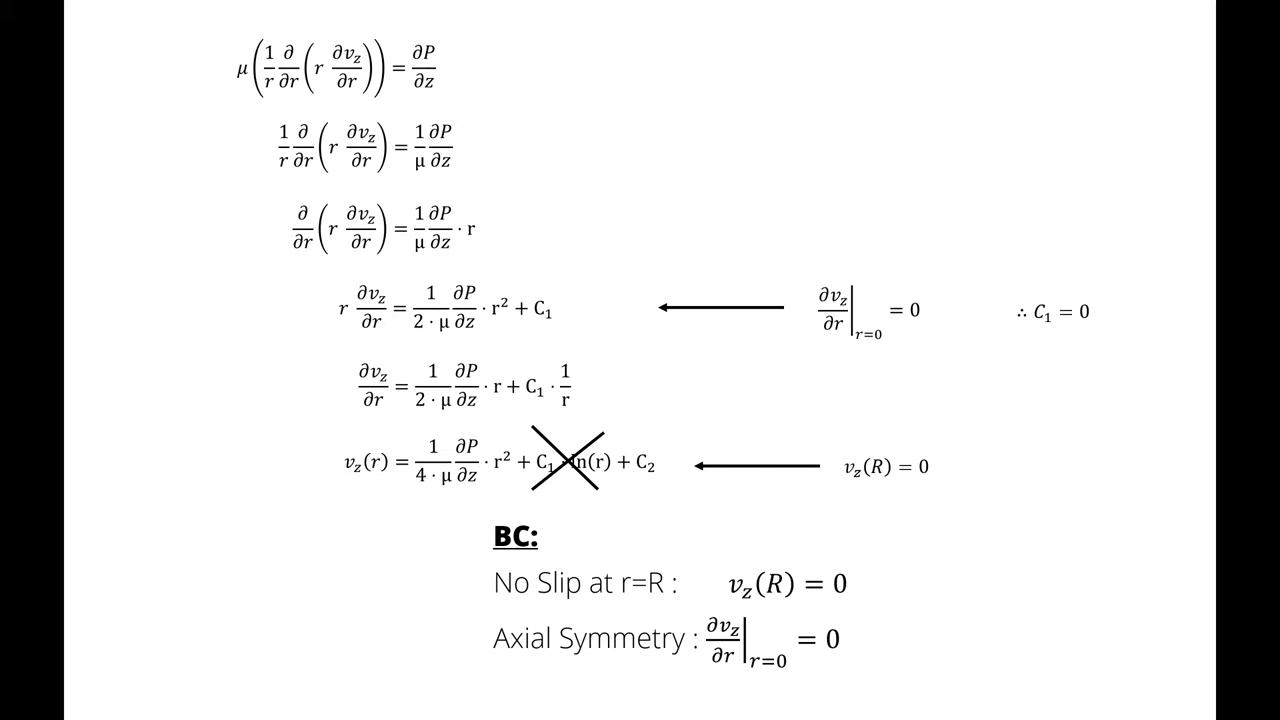 μ(1/r ∂/∂r (r ∂v_z/∂r)) = ∂P/∂z
1/r ∂/∂r (r ∂v_z/∂r) = 1/μ ∂P/∂z
∂/∂r (r ∂v_z/∂r) = 1/μ ∂P/∂z · r
r ∂v_z/∂r = 1/(2 · μ) ∂P/∂z · r² + C₁ ∂v_z/∂r|_{r=0} = 0 ∴ C₁ = 0
∂v_z/∂r = 1/(2 · μ) ∂P/∂z · r + C₁ · 1/r
v_z(r) = 1/(4 · μ) ∂P/∂z · r² + C₁ · ln(r) + C₂ v_z(R) = 0
BC:
No Slip at r=R : v_z(R) = 0
Axial Symmetry : ∂v_z/∂r|_{r=0} = 0